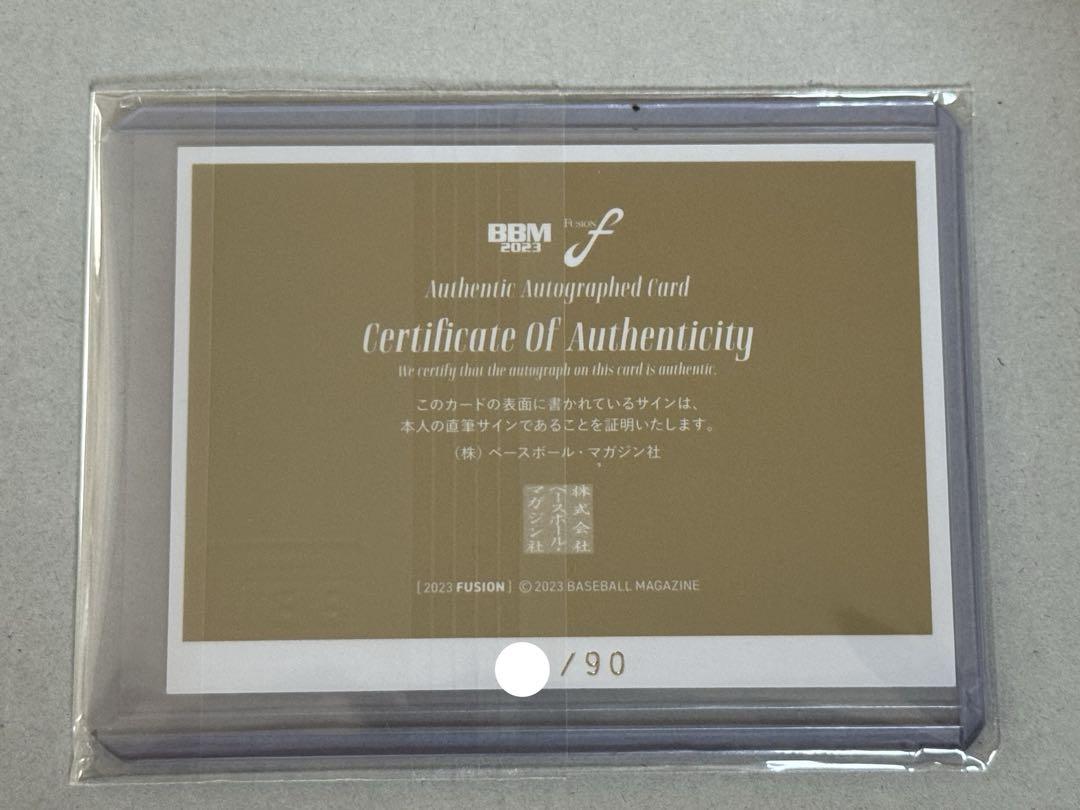 BBM
2023
FUSION f
Authentic Autographed Card
Certificate Of Authenticity
We certify that the autograph on this card is authentic.
このカードの表面に書かれているサインは、
本人の直筆サインであることを証明いたします。
（株）ベースボール・マガジン社
株式会社
ベースボール・
マガジン社
[ 2023 FUSION ] © 2023 BASEBALL MAGAZINE
/90